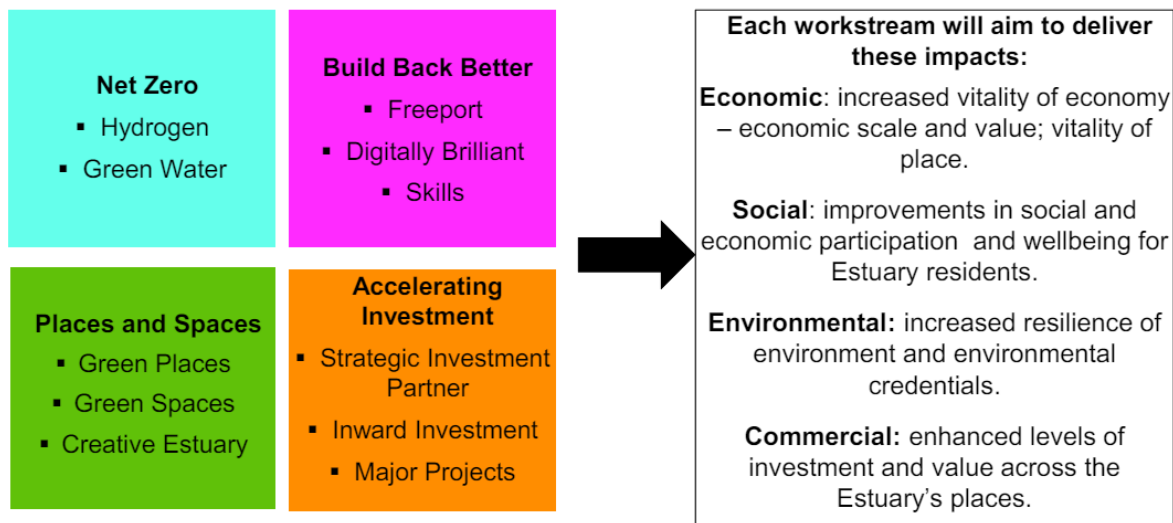 Net Zero
▪ Hydrogen
▪ Green Water
Build Back Better
▪ Freeport
▪ Digitally Brilliant
▪ Skills
Places and Spaces
▪ Green Places
▪ Green Spaces
▪ Creative Estuary
Accelerating
Investment
▪ Strategic Investment
Partner
▪ Inward Investment
▪ Major Projects
Each workstream will aim to deliver
these impacts:
Economic: increased vitality of economy
– economic scale and value; vitality of
place.
Social: improvements in social and
economic participation and wellbeing for
Estuary residents.
Environmental: increased resilience of
environment and environmental
credentials.
Commercial: enhanced levels of
investment and value across the
Estuary’s places.